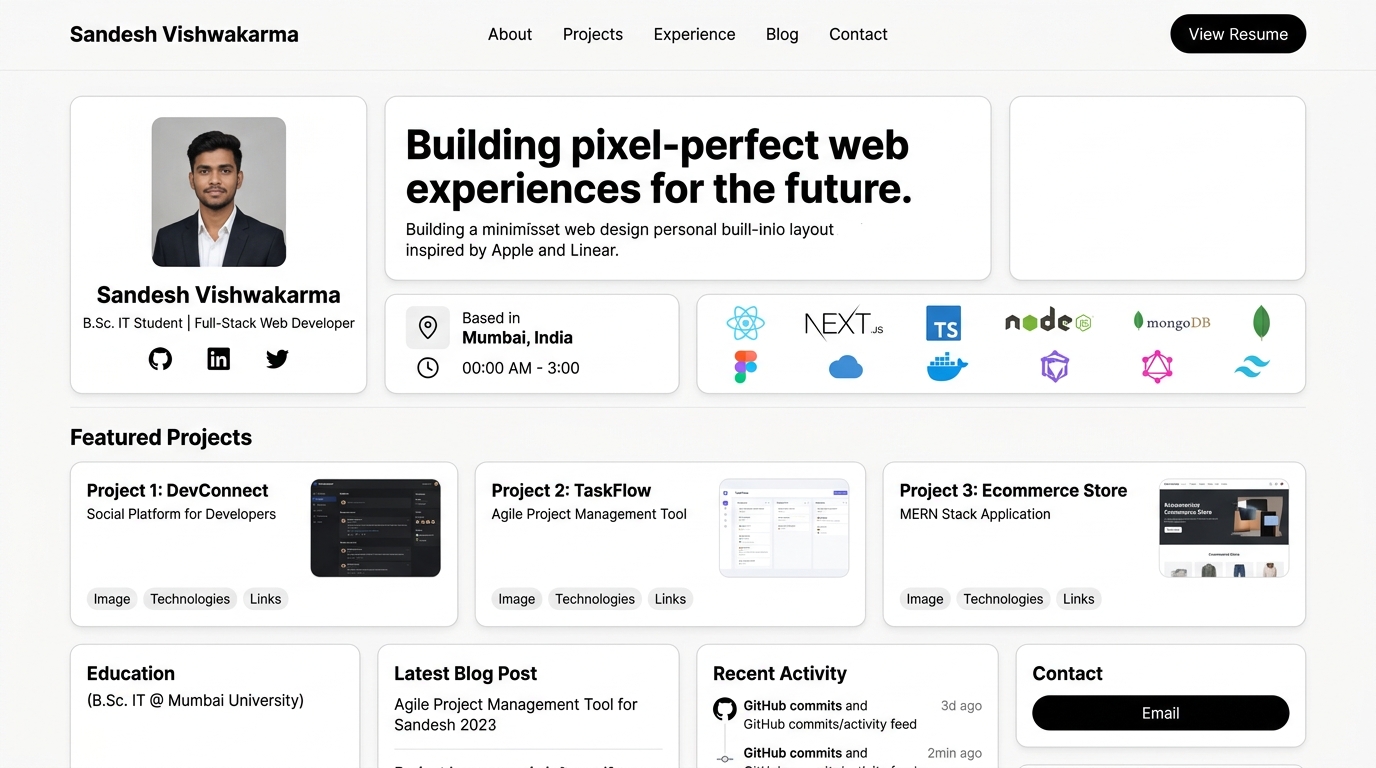 Sandesh Vishwakarma
About
Projects
Experience
Blog
Contact
View Resume
Sandesh Vishwakarma
B.Sc. IT Student | Full-Stack Web Developer
Building pixel-perfect web
experiences for the future.
Building a minimisset web design personal buill-inio layout
inspired by Apple and Linear.
Based in
Mumbai, India
00:00 AM - 3:00
NEXT.JS
TS
node JS
mongoDB
Featured Projects
Project 1: DevConnect
Social Platform for Developers
Image
Technologies
Links
Project 2: TaskFlow
Agile Project Management Tool
Image
Technologies
Links
Project 3: Ecommerce Store
MERN Stack Application
Image
Technologies
Links
Education
(B.Sc. IT @ Mumbai University)
Latest Blog Post
Agile Project Management Tool for
Sandesh 2023
Recent Activity
GitHub commits and 3d ago
GitHub commits/activity feed
GitHub commits and 2min ago
Contact
Email